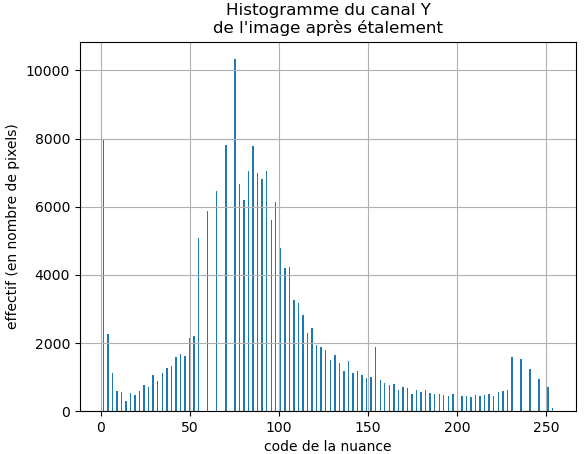 Histogramme du canal Y
de l'image après étalement
effectif (en nombre de pixels)
10000
8000
6000
4000
2000
0
0 50 100 150 200 250
code de la nuance